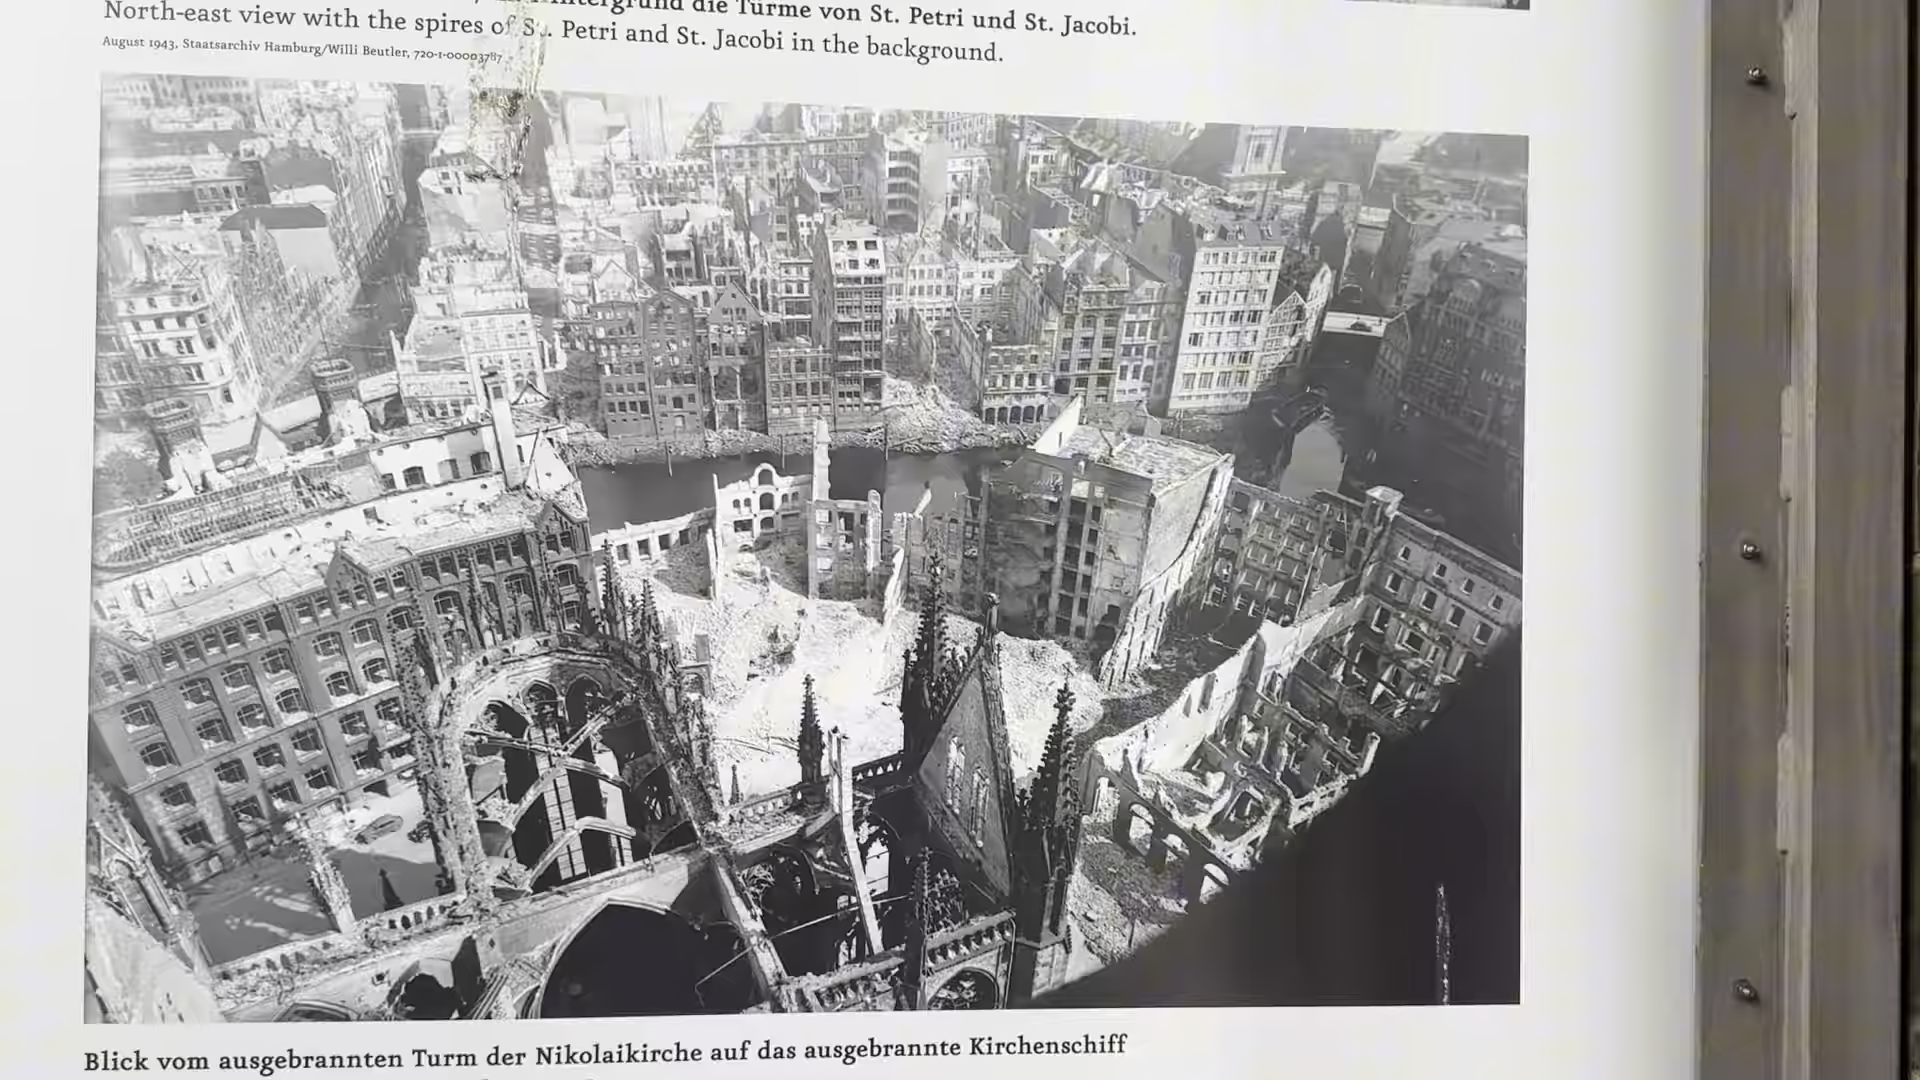 die Türme von St. Petri und St. Jacobi.
North-east view with the spires of St. Petri and St. Jacobi in the background.
August 1943, Staatsarchiv Hamburg/Willi Beutler, 720-1-00003787
Blick vom ausgebrannten Turm der Nikolaikirche auf das ausgebrannte Kirchenschiff